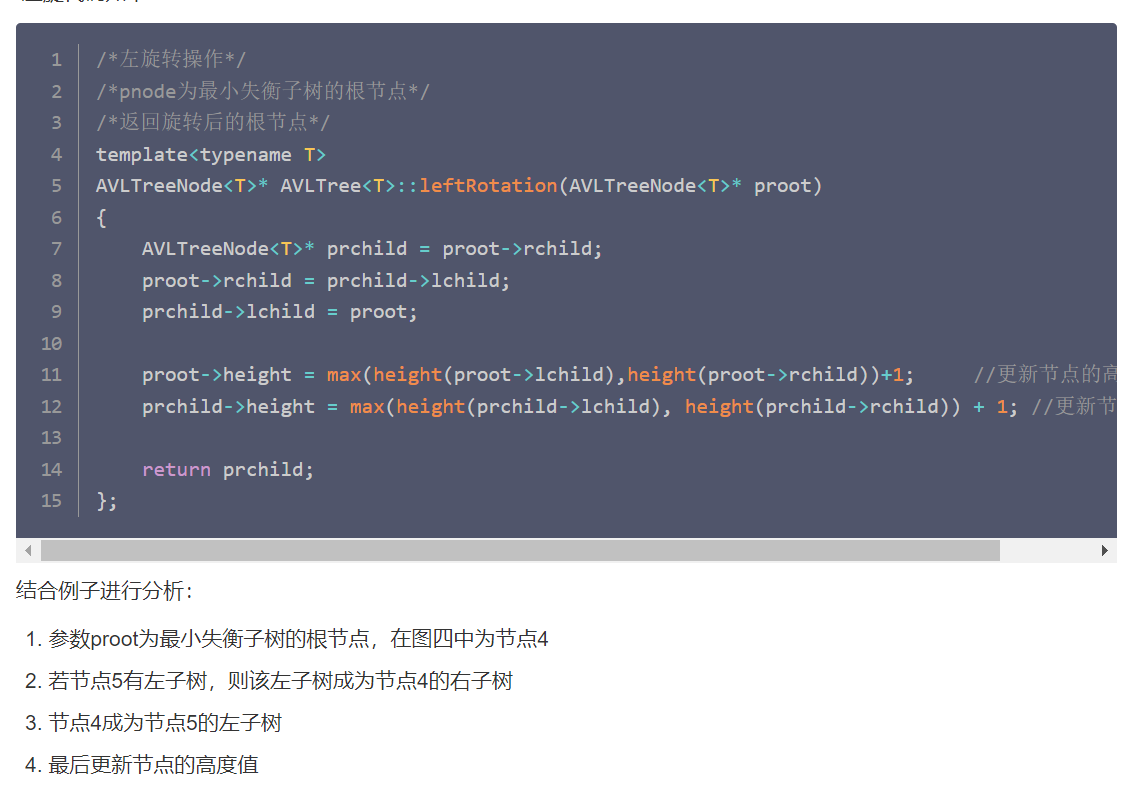 1 /*左旋转操作*/
2 /*pnode为最小失衡子树的根节点*/
3 /*返回旋转后的根节点*/
4 template<typename T>
5 AVLTreeNode<T>* AVLTree<T>::leftRotation(AVLTreeNode<T>* proot)
6 {
7 AVLTreeNode<T>* prchild = proot->rchild;
8 proot->rchild = prchild->lchild;
9 prchild->lchild = proot;
10
11 proot->height = max(height(proot->lchild),height(proot->rchild))+1; //更新节点的高
12 prchild->height = max(height(prchild->lchild), height(prchild->rchild)) + 1; //更新节
13
14 return prchild;
15 };
结合例子进行分析：
1. 参数proot为最小失衡子树的根节点，在图四中为节点4
2. 若节点5有左子树，则该左子树成为节点4的右子树
3. 节点4成为节点5的左子树
4. 最后更新节点的高度值